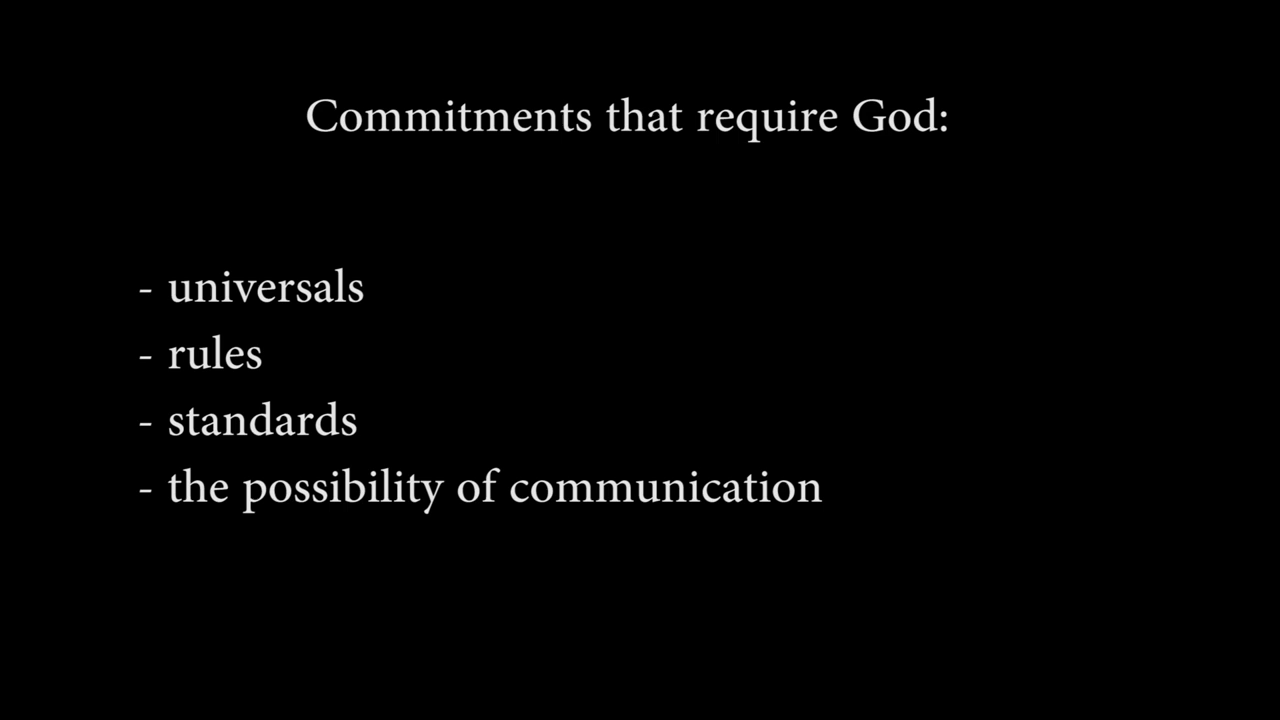 Commitments that require God:
- universals
- rules
- standards
- the possibility of communication